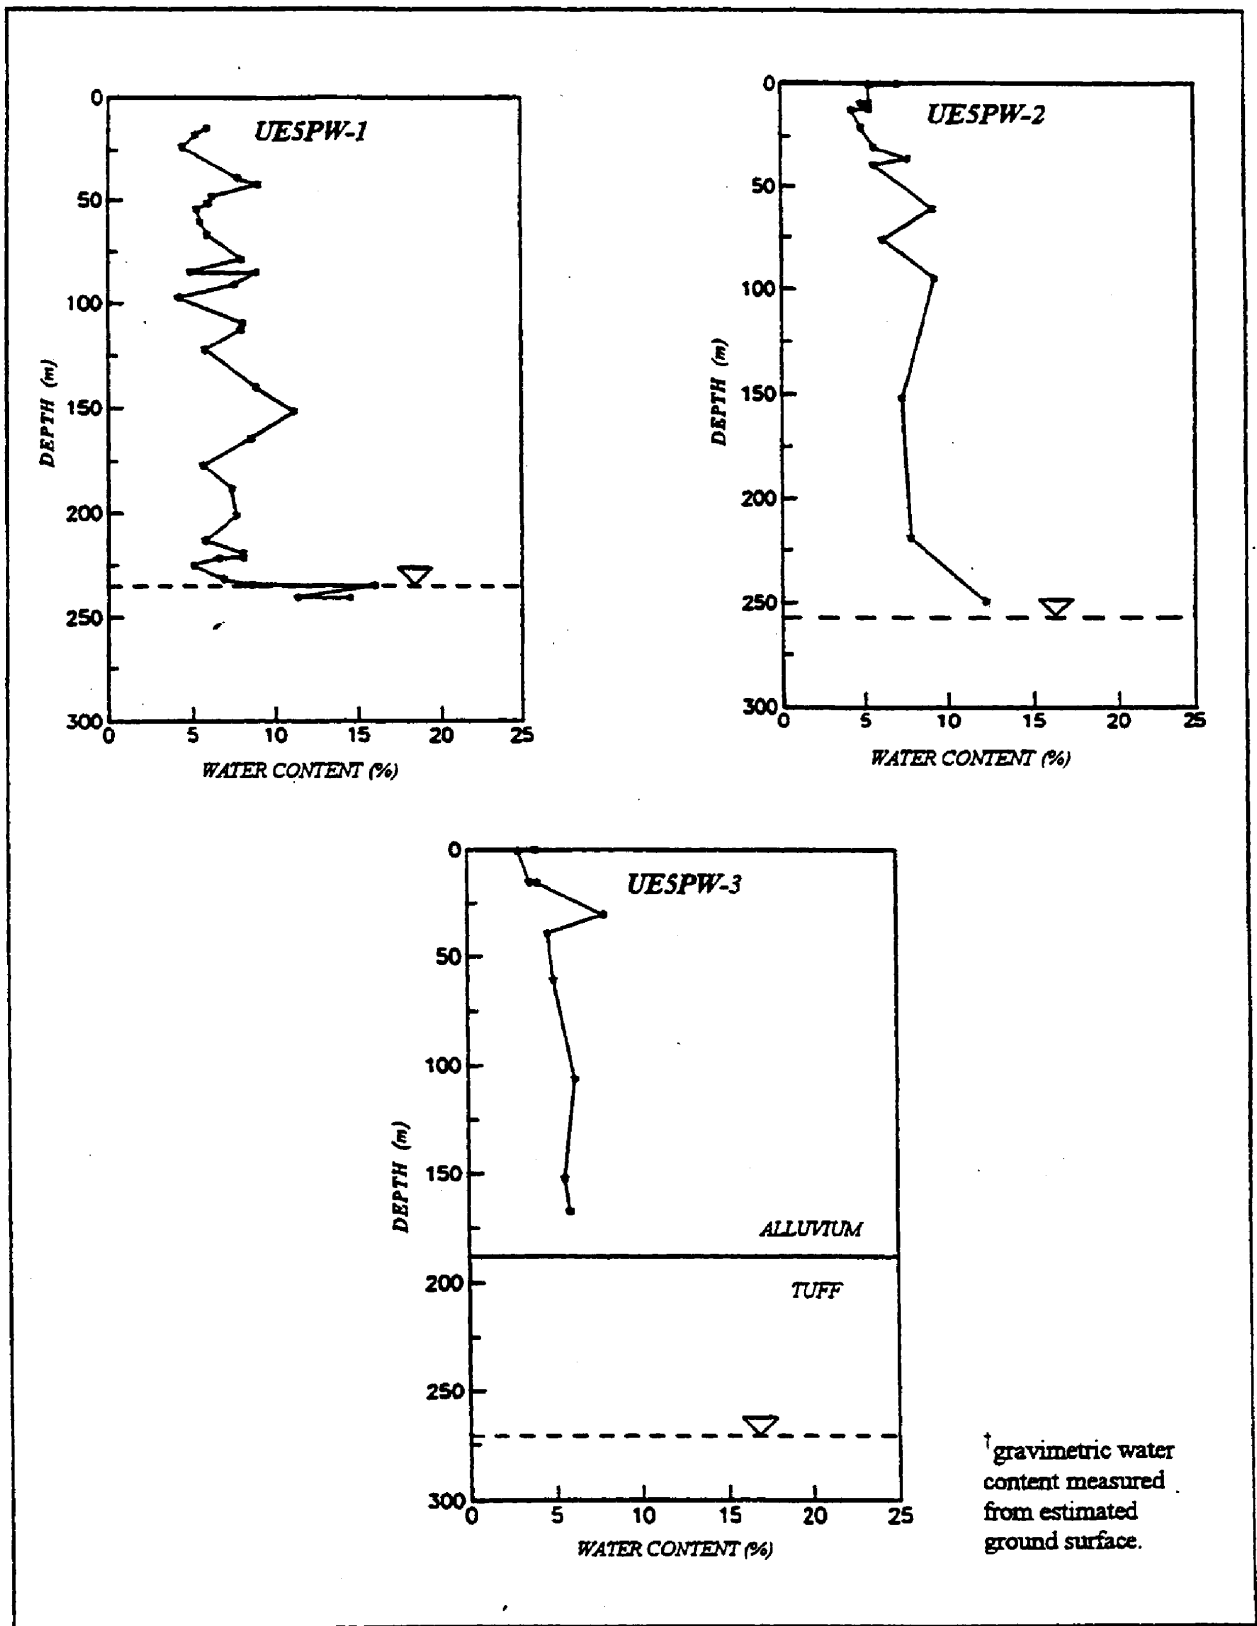 UE5PW-1
0
50
100
150
200
250
300
DEPTH (m)
0 5 10 15 20 25
WATER CONTENT (%)
UE5PW-2
0
50
100
150
200
250
300
DEPTH (m)
0 5 10 15 20 25
WATER CONTENT (%)
UE5PW-3
0
50
100
150
200
250
300
DEPTH (m)
ALLUVIUM
TUFF
0 5 10 15 20 25
WATER CONTENT (%)
†gravimetric water
content measured
from estimated
ground surface.